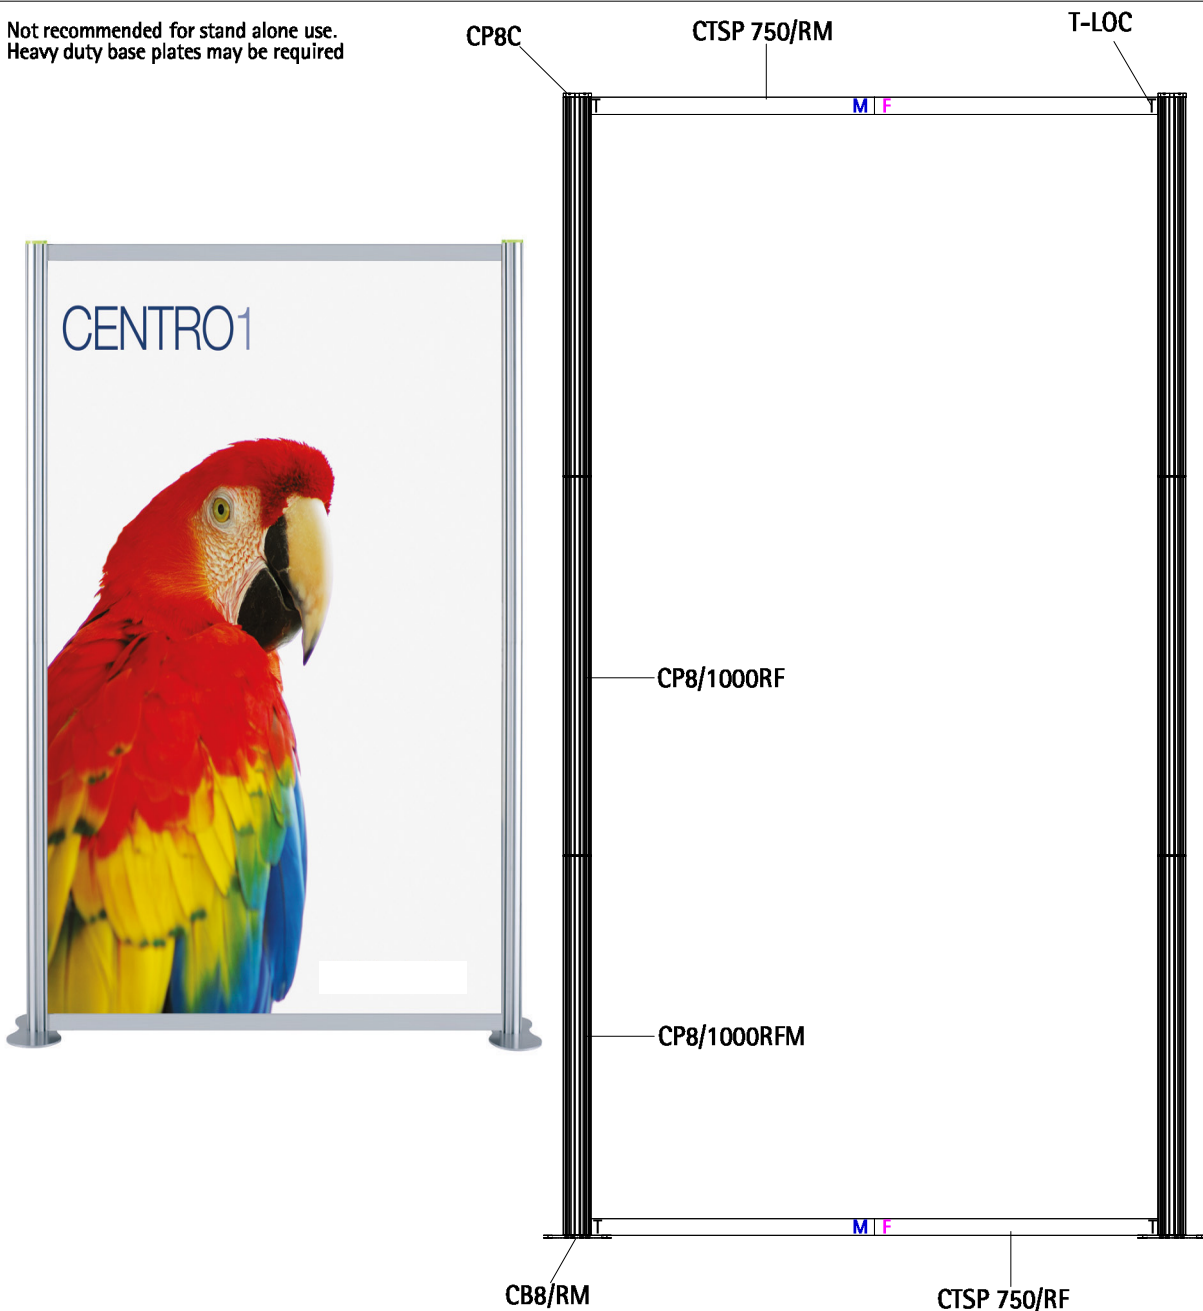 Not recommended for stand alone use.
Heavy duty base plates may be required
CP8C
CTSP 750/RM
T-LOC
T
M F
T
CENTRO1
CP8/1000RF
CP8/1000RFM
T
M F
T
CB8/RM
CTSP 750/RF